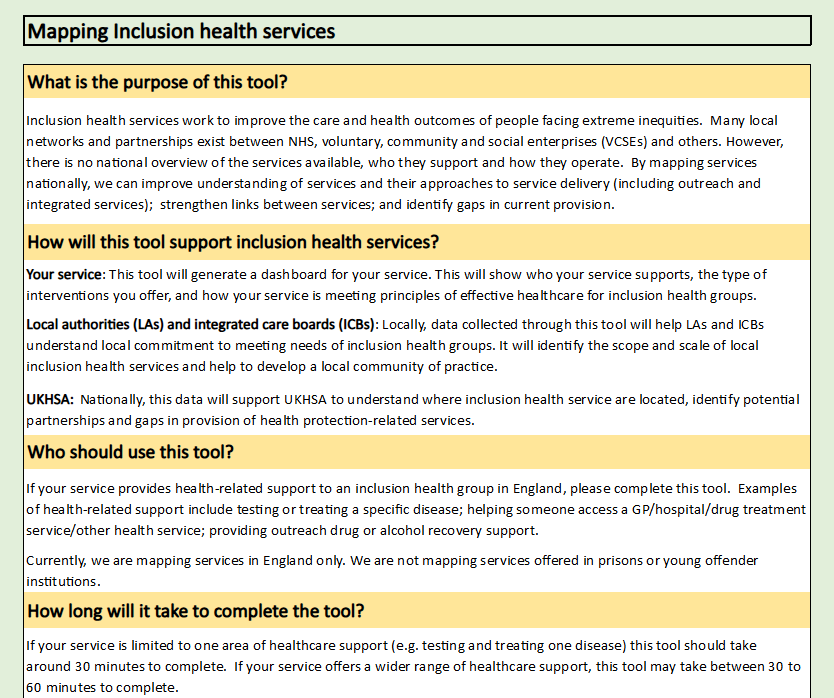 Mapping Inclusion health services
What is the purpose of this tool?
Inclusion health services work to improve the care and health outcomes of people facing extreme inequities.  Many local
networks and partnerships exist between NHS, voluntary, community and social enterprises (VCSEs) and others. However,
there is no national overview of the services available, who they support and how they operate.  By mapping services
nationally, we can improve understanding of services and their approaches to service delivery (including outreach and
integrated services);  strengthen links between services; and identify gaps in current provision.
How will this tool support inclusion health services?
Your service: This tool will generate a dashboard for your service. This will show who your service supports, the type of
interventions you offer, and how your service is meeting principles of effective healthcare for inclusion health groups.
Local authorities (LAs) and integrated care boards (ICBs): Locally, data collected through this tool will help LAs and ICBs
understand local commitment to meeting needs of inclusion health groups. It will identify the scope and scale of local
inclusion health services and help to develop a local community of practice.
UKHSA:  Nationally, this data will support UKHSA to understand where inclusion health service are located, identify potential
partnerships and gaps in provision of health protection-related services.
Who should use this tool?
If your service provides health-related support to an inclusion health group in England, please complete this tool.  Examples
of health-related support include testing or treating a specific disease; helping someone access a GP/hospital/drug treatment
service/other health service; providing outreach drug or alcohol recovery support.
Currently, we are mapping services in England only. We are not mapping services offered in prisons or young offender
institutions.
How long will it take to complete the tool?
If your service is limited to one area of healthcare support (e.g. testing and treating one disease) this tool should take
around 30 minutes to complete.  If your service offers a wider range of healthcare support, this tool may take between 30 to
60 minutes to complete.